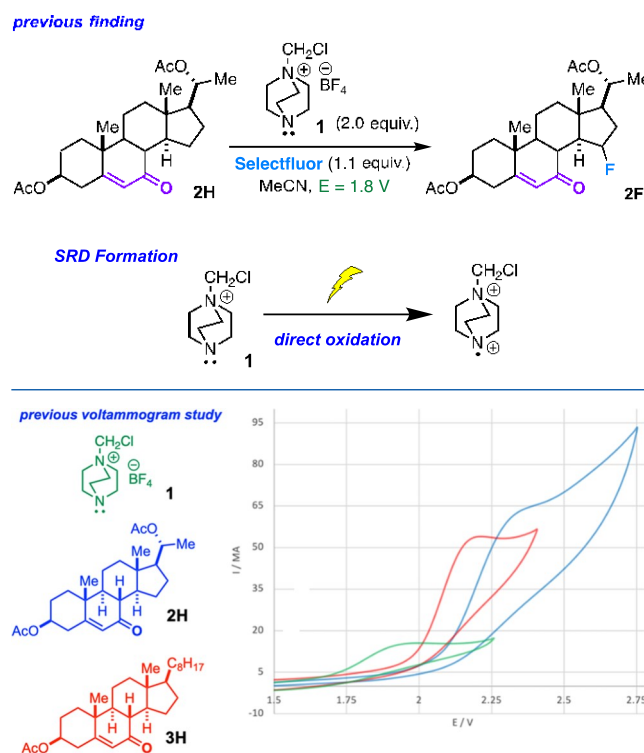 previous finding
CH₂Cl
N ⊕ ⊖
BF₄
N
1 (2.0 equiv.)
Selectfluor (1.1 equiv.)
MeCN, E = 1.8 V
AcO
Me
Me
Me
H
O
AcO
2H
AcO
Me
Me
Me
H
F
O
AcO
2F
SRD Formation
CH₂Cl
N ⊕
N
1
direct oxidation
CH₂Cl
N ⊕
N ⊕
previous voltammogram study
CH₂Cl
N ⊕ ⊖
BF₄
N
1
AcO
Me
Me
Me
H
H
H
O
AcO
2H
C₈H₁₇
Me
Me
H
H
H
O
AcO
3H
95
80
65
50
35
20
5
-10
I / MA
1.5
1.75
2
2.25
2.5
2.75
E / V